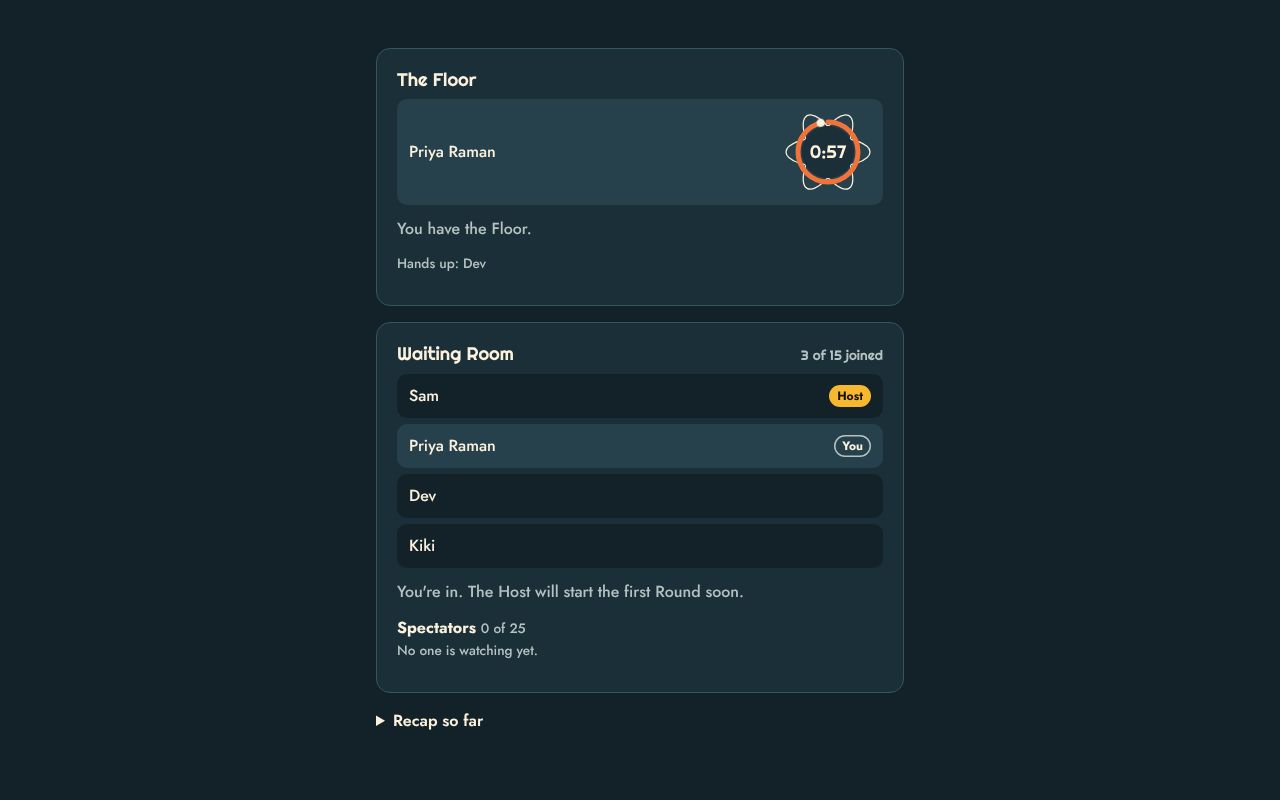 The Floor
Priya Raman
0:57
You have the Floor.
Hands up: Dev
Waiting Room
3 of 15 joined
Sam
Host
Priya Raman
You
Dev
Kiki
You're in. The Host will start the first Round soon.
Spectators 0 of 25
No one is watching yet.
Recap so far